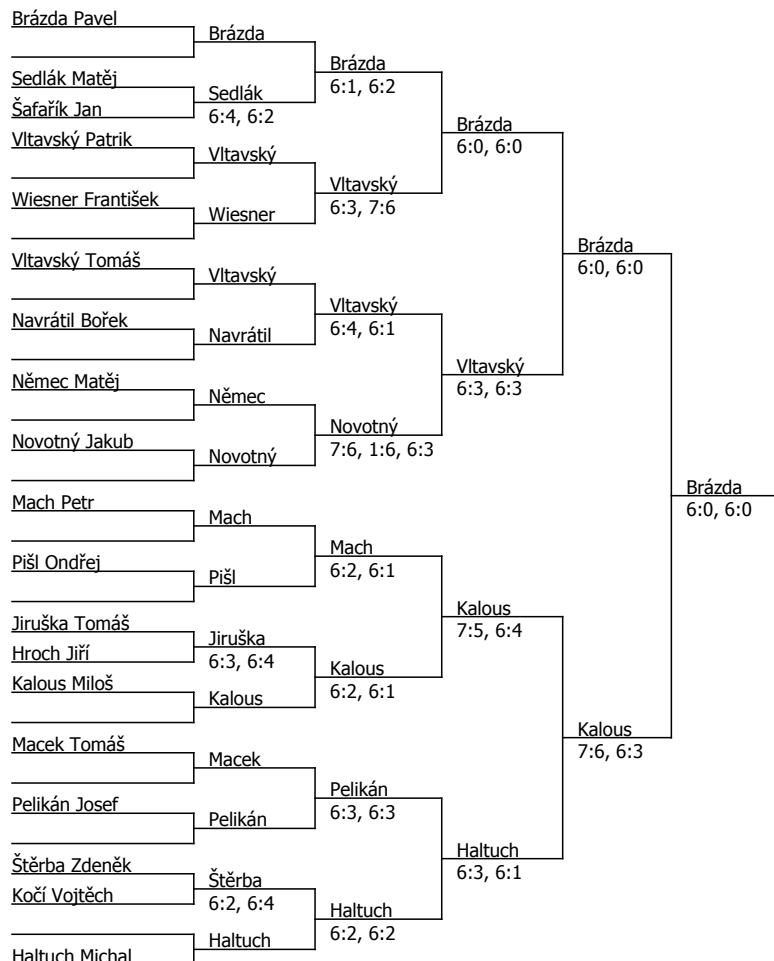 Brázda Pavel
Sedlák Matěj
Šafařík Jan
Vltavský Patrik
Wiesner František
Vltavský Tomáš
Navrátil Bořek
Němec Matěj
Novotný Jakub
Mach Petr
Pišl Ondřej
Jiruška Tomáš
Hroch Jiří
Kalous Miloš
Macek Tomáš
Pelikán Josef
Štěrba Zdeněk
Kočí Vojtěch
Haltuch Michal
Brázda
Sedlák
6:4, 6:2
Vltavský
Wiesner
Vltavský
Navrátil
Němec
Novotný
Mach
Pišl
Jiruška
6:3, 6:4
Kalous
Macek
Pelikán
Štěrba
6:2, 6:4
Haltuch
Brázda
6:1, 6:2
Vltavský
6:3, 7:6
Vltavský
6:4, 6:1
Novotný
7:6, 1:6, 6:3
Mach
6:2, 6:1
Kalous
6:2, 6:1
Pelikán
6:3, 6:3
Haltuch
6:2, 6:2
Brázda
6:0, 6:0
Vltavský
6:3, 6:3
Kalous
7:5, 6:4
Haltuch
6:3, 6:1
Brázda
6:0, 6:0
Kalous
7:6, 6:3
Brázda
6:0, 6:0